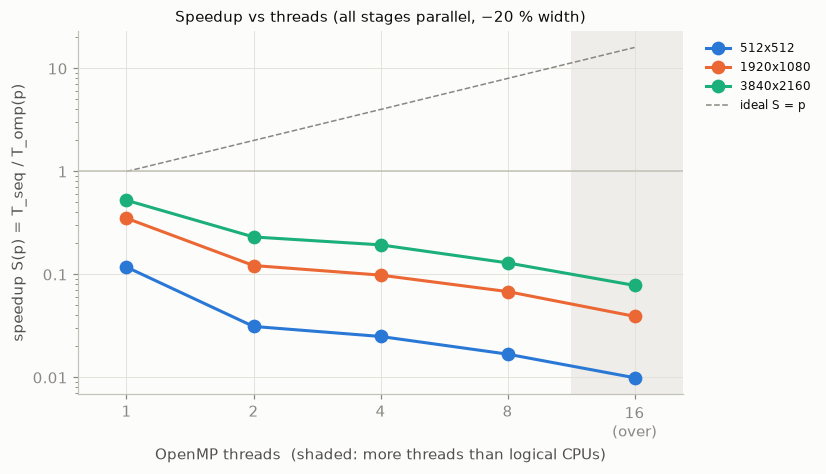 Speedup vs threads (all stages parallel, −20 % width)
speedup S(p) = T_seq / T_omp(p)
10
1
0.1
0.01
1 2 4 8 16
(over)
OpenMP threads (shaded: more threads than logical CPUs)
512x512
1920x1080
3840x2160
ideal S = p